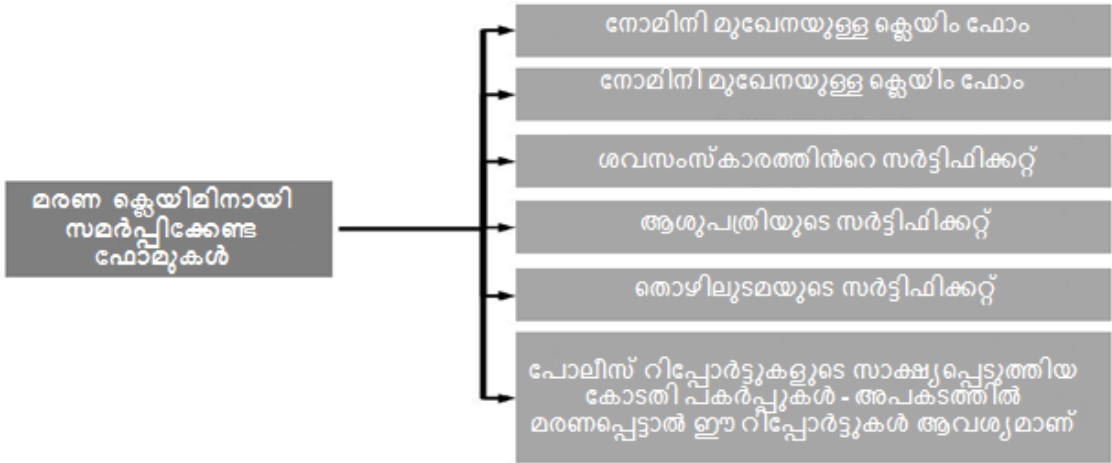 മരണ ക്ലെയിമിനായി
സമർപ്പിക്കേണ്ട
ഫോമുകൾ
നോമിനി മുഖേനയുള്ള ക്ലെയിം ഫോം
നോമിനി മുഖേനയുള്ള ക്ലെയിം ഫോം
ശവസംസ്കാരത്തിൻറെ സർട്ടിഫിക്കറ്റ്
ആശുപത്രിയുടെ സർട്ടിഫിക്കറ്റ്
തൊഴിലുടമയുടെ സർട്ടിഫിക്കറ്റ്
പോലീസ് റിപ്പോർട്ടുകളുടെ സാക്ഷ്യപ്പെടുത്തിയ
കോടതി പകർപ്പുകൾ - അപകടത്തിൽ
മരണപ്പെട്ടാൽ ഈ റിപ്പോർട്ടുകൾ ആവശ്യമാണ്